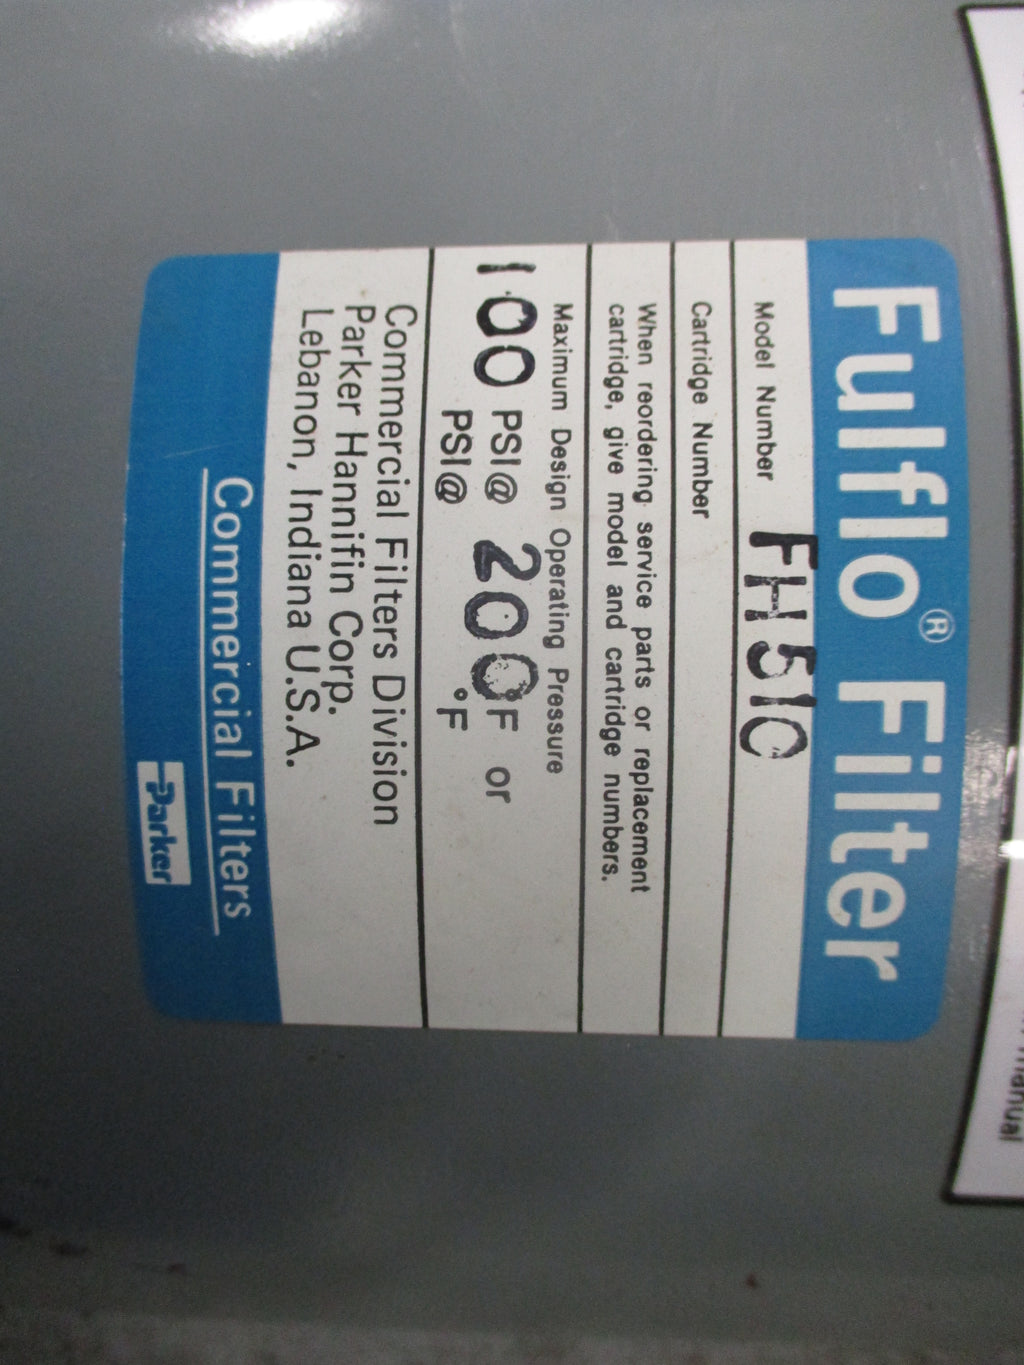 Fulflo® Filter
Model Number FH510
Cartridge Number
When reordering service parts or replacement
cartridge, give model and cartridge numbers.
Maximum Design Operating Pressure
100 PSI@ 200°F or
PSI@ °F
Commercial Filters Division
Parker Hannifin Corp.
Lebanon, Indiana U.S.A.
Commercial Filters
Parker
manual